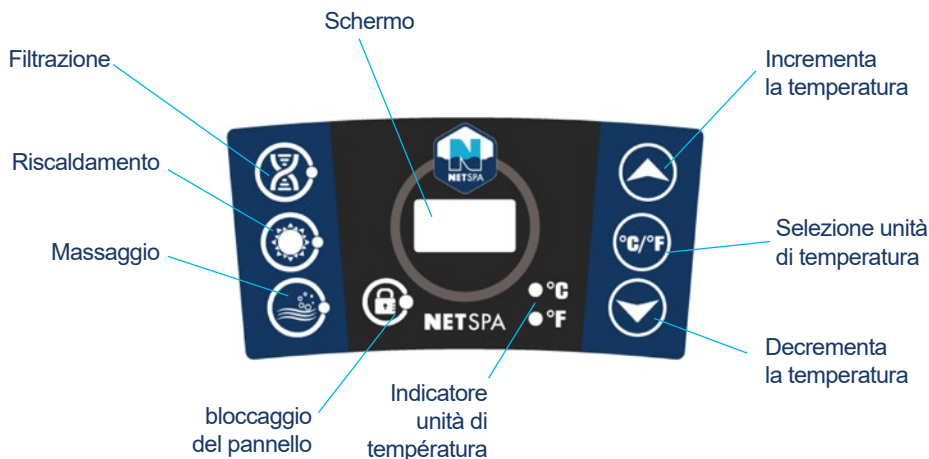 Schermo
Filtrazione
Incrementa
la temperatura
Riscaldamento
N
NETSPA
°C/°F
Selezione unità
di temperatura
Massaggio
°C
NETSPA
°F
Decrementa
la temperatura
bloccaggio
del pannello
Indicatore
unità di
température